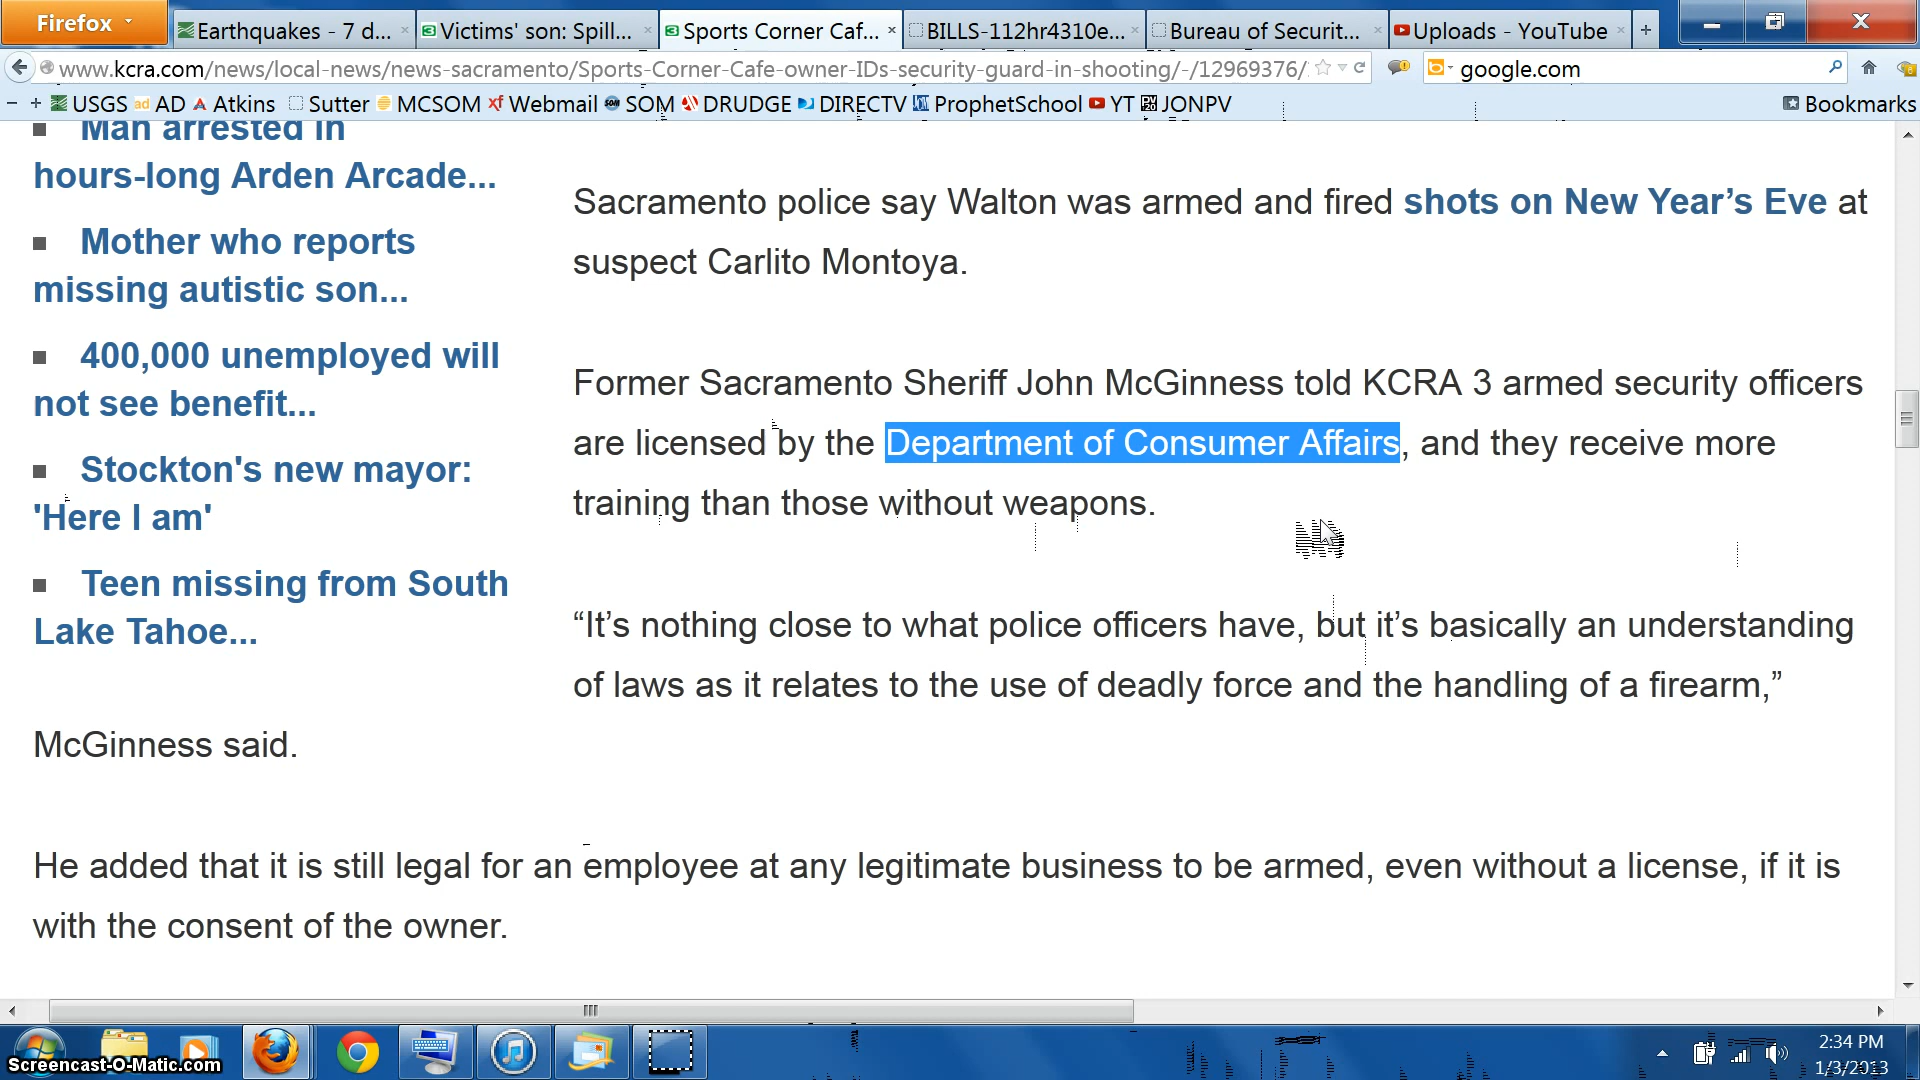 Firefox
Earthquakes - 7 d...
Victims' son: Spill...
Sports Corner Caf...
BILLS-112hr4310e...
Bureau of Securit...
Uploads - YouTube
www.kcra.com/news/local-news/news-sacramento/Sports-Corner-Cafe-owner-IDs-security-guard-in-shooting/-/12969376/
google.com
USGS AD Atkins Sutter MCSOM Webmail SOM DRUDGE DIRECTV ProphetSchool YT JONPV Bookmarks
Man arrested in
hours-long Arden Arcade...
Mother who reports
missing autistic son...
400,000 unemployed will
not see benefit...
Stockton's new mayor:
'Here I am'
Teen missing from South
Lake Tahoe...
Sacramento police say Walton was armed and fired shots on New Year’s Eve at
suspect Carlito Montoya.
Former Sacramento Sheriff John McGinness told KCRA 3 armed security officers
are licensed by the Department of Consumer Affairs, and they receive more
training than those without weapons.
“It’s nothing close to what police officers have, but it’s basically an understanding
of laws as it relates to the use of deadly force and the handling of a firearm,”
McGinness said.
He added that it is still legal for an employee at any legitimate business to be armed, even without a license, if it is
with the consent of the owner.
Screencast-O-Matic.com
2:34 PM
1/3/2013